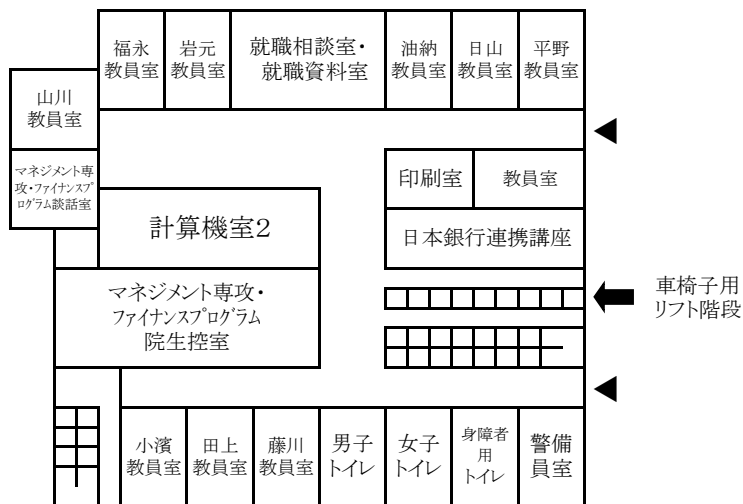 福永
教員室
岩元
教員室
就職相談室・
就職資料室
油納
教員室
日山
教員室
平野
教員室
山川
教員室
マネジメント専
攻・ファイナンスプ
ログラム談話室
印刷室
教員室
計算機室2
日本銀行連携講座
マネジメント専攻・
ファイナンスプログラム
院生控室
車椅子用
リフト階段
小濱
教員室
田上
教員室
藤川
教員室
男子
トイレ
女子
トイレ
身障者
用
トイレ
警備
員室